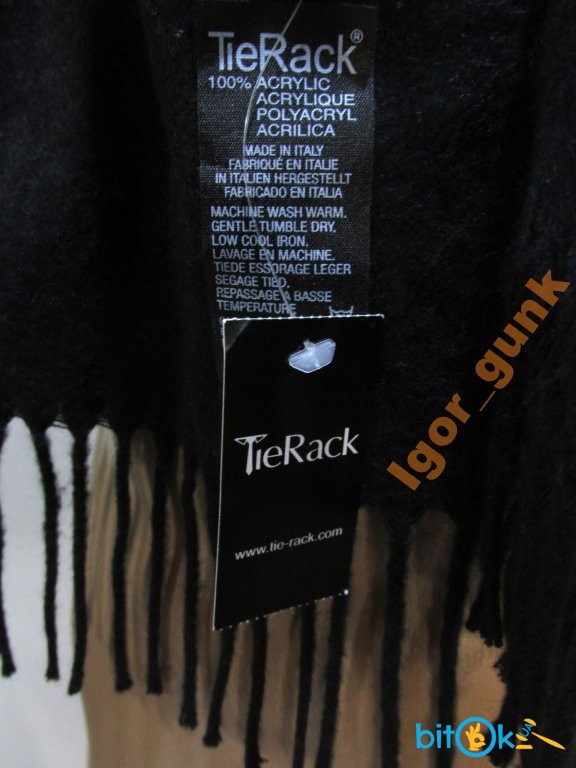 TieRack®
100% ACRYLIC
ACRYLIQUE
POLYACRYL
ACRILICA
MADE IN ITALY
FABRIQUÉ EN ITALIE
IN ITALIEN HERGESTELLT
FABRICADO EN ITALIA
MACHINE WASH WARM.
GENTLE TUMBLE DRY.
LOW COOL IRON.
LAVAGE EN MACHINE.
TIEDE ESSORAGE LEGER
SEGAGE TIED.
REPASSAGE A BASSE
TEMPERATURE
TieRack
www.tie-rack.com
Igor_gunk
bitOk
UA